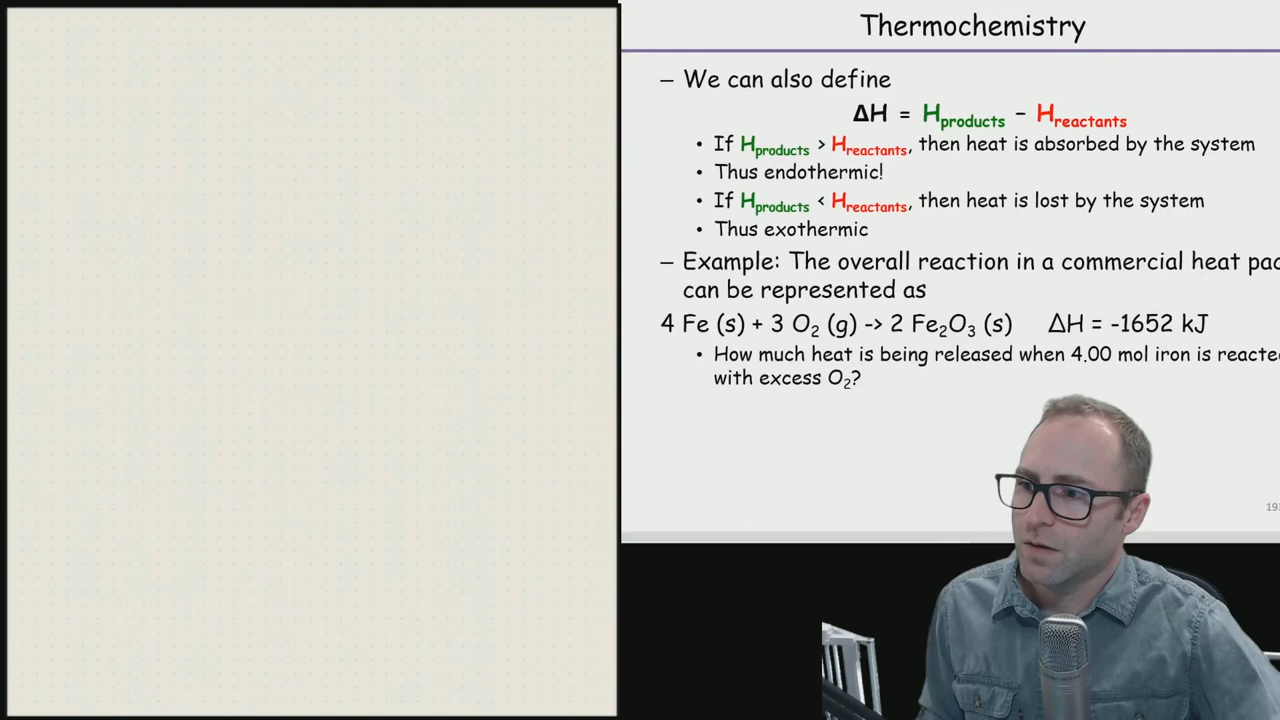 Thermochemistry
– We can also define
ΔH = Hproducts – Hreactants
• If Hproducts > Hreactants, then heat is absorbed by the system
• Thus endothermic!
• If Hproducts < Hreactants, then heat is lost by the system
• Thus exothermic
– Example: The overall reaction in a commercial heat
can be represented as
4 Fe (s) + 3 O₂ (g) -> 2 Fe₂O₃ (s) ΔH = -1652 kJ
• How much heat is being released when 4.00 mol iron is
with excess O₂?